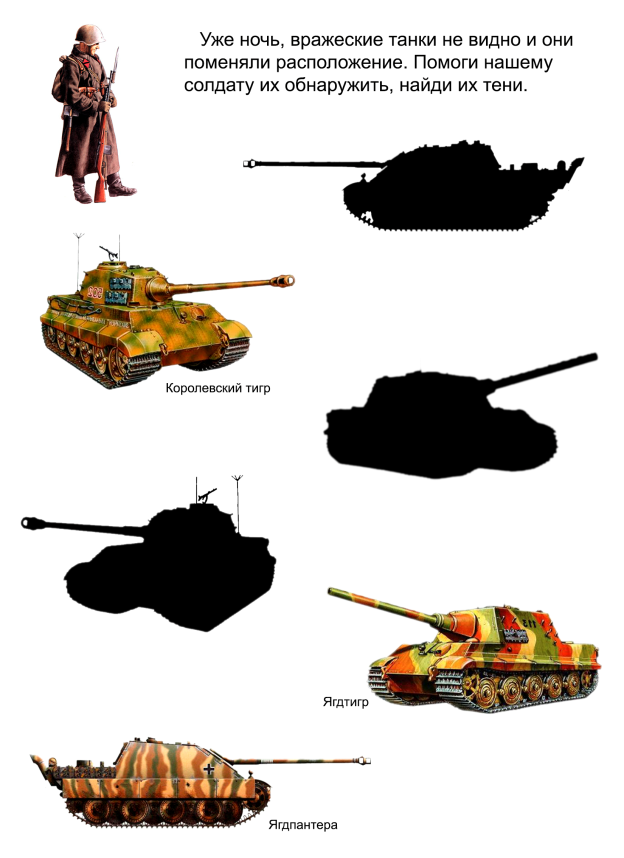 Уже ночь, вражеские танки не видно и они
поменяли расположение. Помоги нашему
солдату их обнаружить, найди их тени.
Королевский тигр
Ягдтигр
Ягдпантера